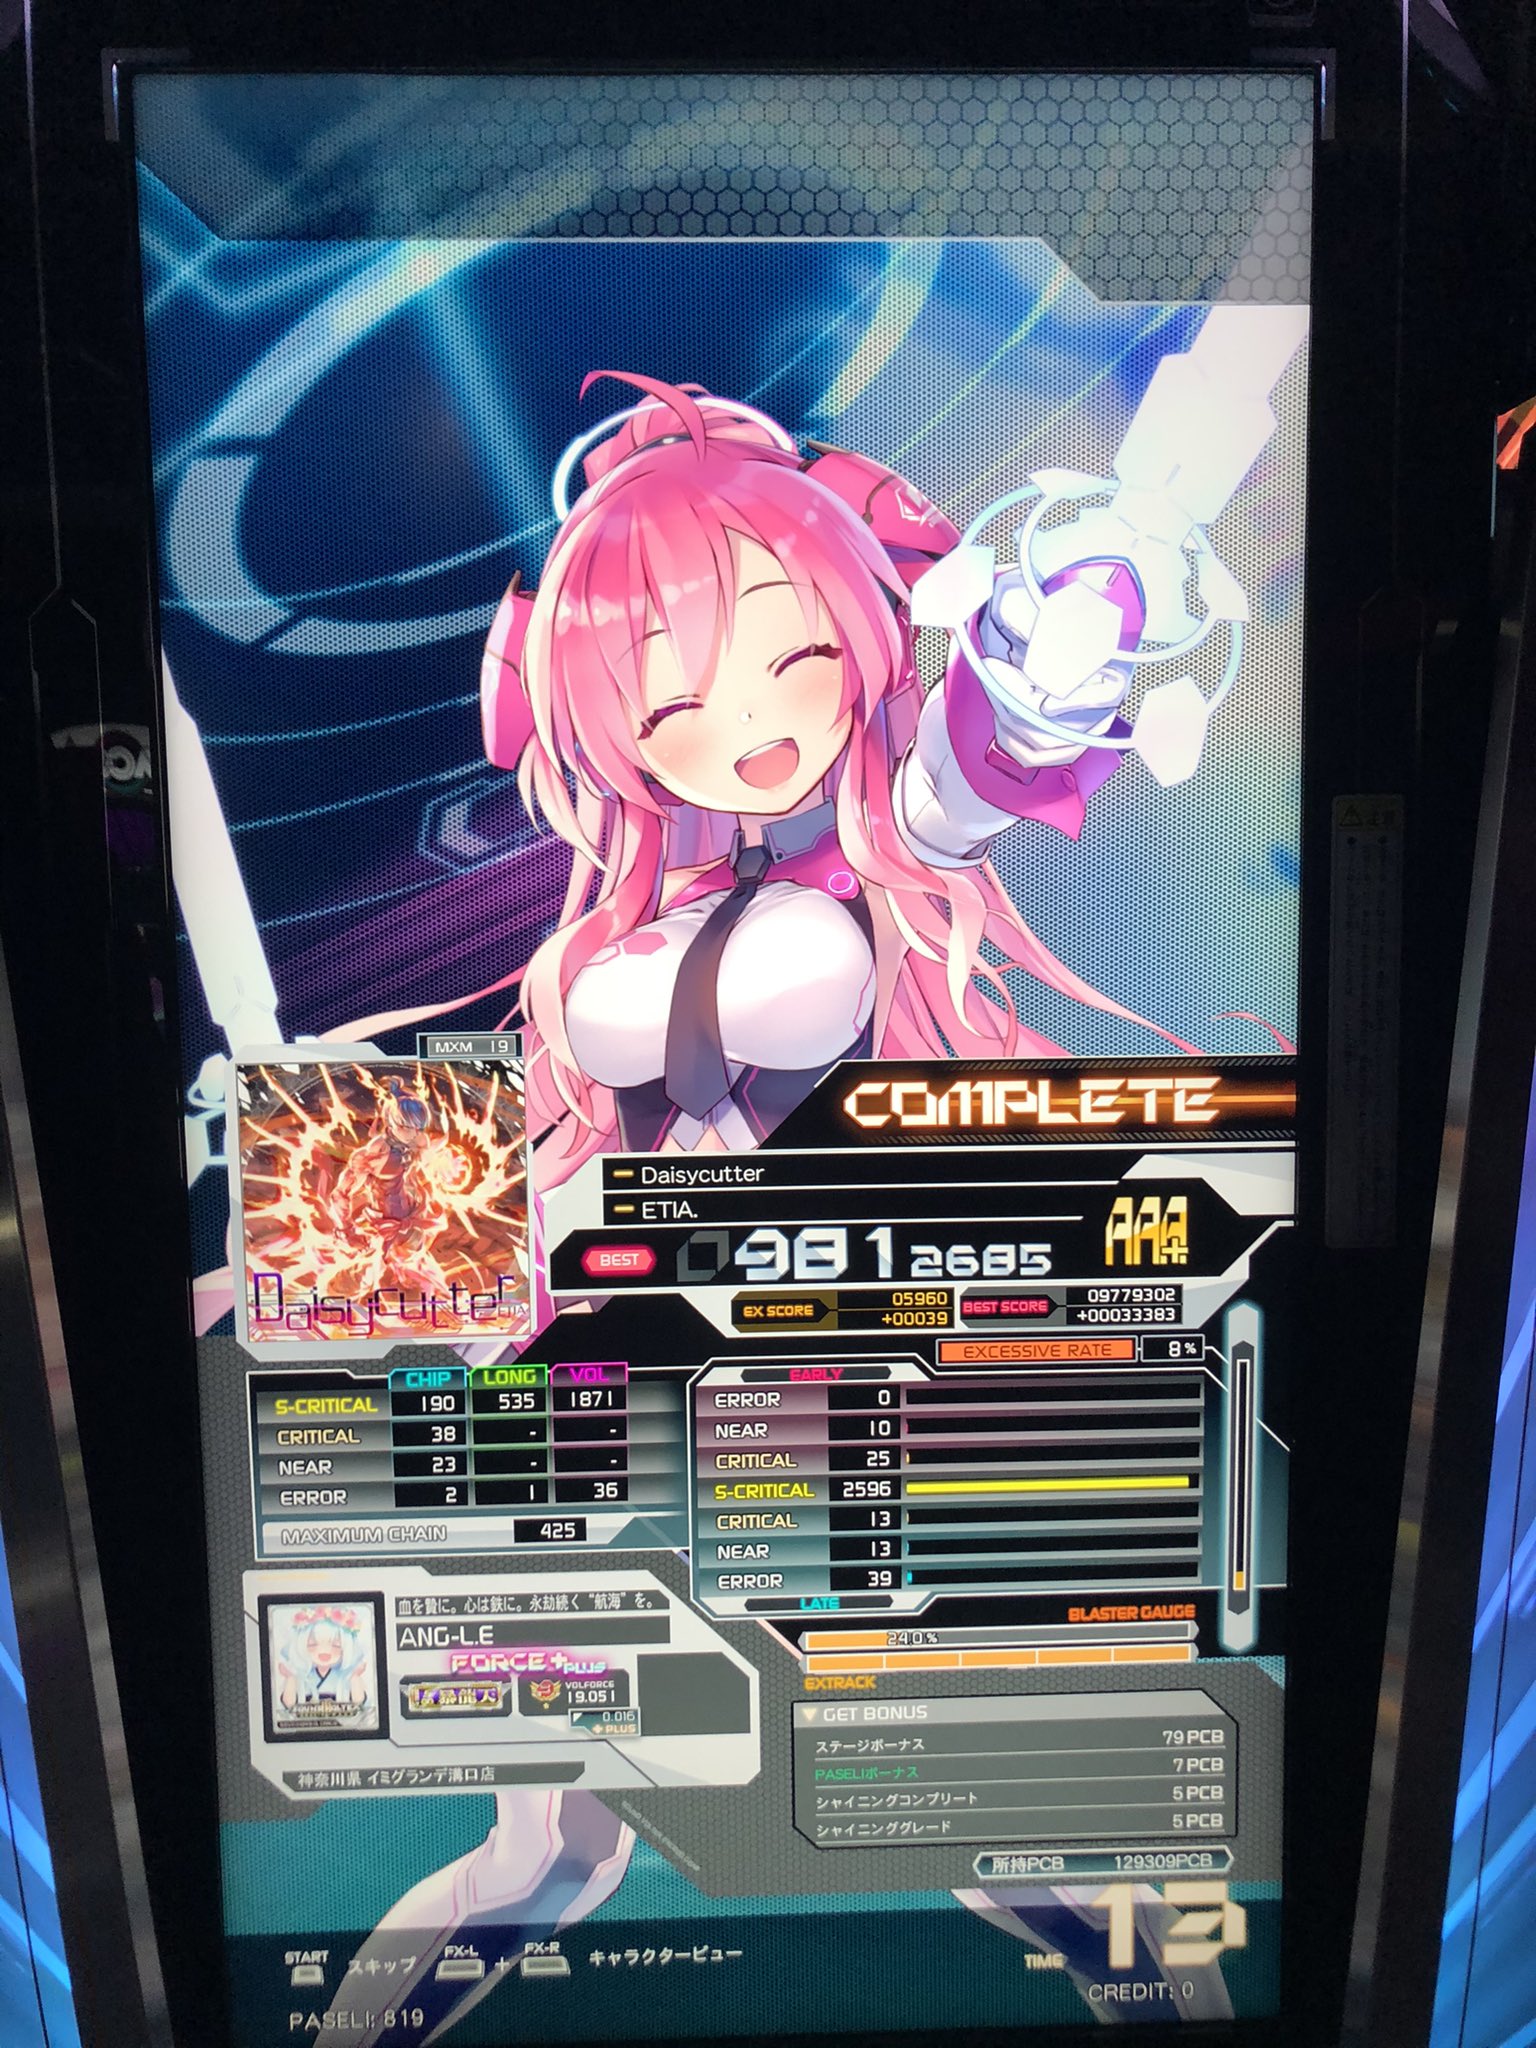 MXM 19
COMPLETE
Daisycutter
ETIA.
BEST 09812685 AAA+
EX SCORE 05960 +00039
BEST SCORE 09779302 +00033383
Daisycutter
ETIA.
EXCESSIVE RATE 8%
CHIP LONG VOL
S-CRITICAL 190 535 1871
CRITICAL 38 - -
NEAR 23 - -
ERROR 2 1 36
MAXIMUM CHAIN 425
EARLY
ERROR 0
NEAR 10
CRITICAL 25
S-CRITICAL 2596
CRITICAL 13
NEAR 13
ERROR 39
LATE
血を贄に。心は鉄に。永劫続く“航海”を。
ANG-L.E
FORCE+PLUS
VOLFORCE
19.051
0.016
+PLUS
神奈川県 イミグランデ溝口店
BLASTER GAUGE
24.0%
EXTRACK
▼ GET BONUS
ステージボーナス 79PCB
PASELIボーナス 7PCB
シャイニングコンプリート 5PCB
シャイニンググレード 5PCB
所持PCB 129309PCB
START スキップ FX-L + FX-R キャラクタービュー
TIME 13
CREDIT: 0
PASELI: 819